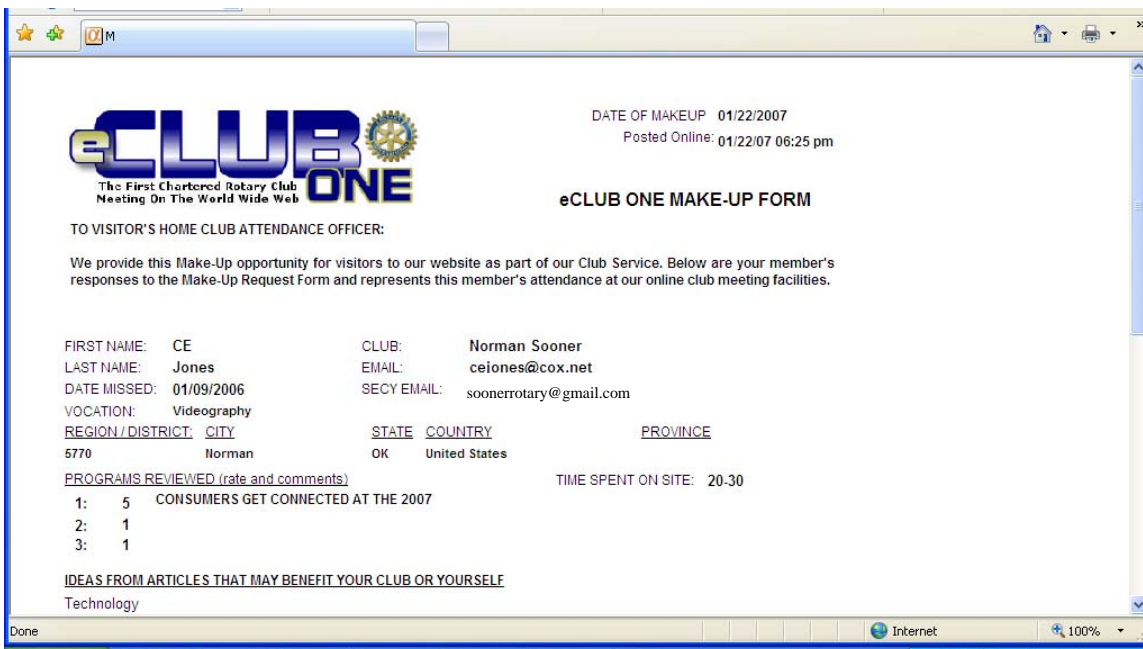 M
»
eCLUB ONE
The First Chartered Rotary Club
Meeting On The World Wide Web
DATE OF MAKEUP 01/22/2007
Posted Online: 01/22/07 06:25 pm
eCLUB ONE MAKE-UP FORM
TO VISITOR'S HOME CLUB ATTENDANCE OFFICER:
We provide this Make-Up opportunity for visitors to our website as part of our Club Service. Below are your member's
responses to the Make-Up Request Form and represents this member's attendance at our online club meeting facilities.
FIRST NAME: CE CLUB: Norman Sooner
LAST NAME: Jones EMAIL: ceiones@cox.net
DATE MISSED: 01/09/2006 SECY EMAIL: soonerrotary@gmail.com
VOCATION: Videography
REGION / DISTRICT: CITY STATE COUNTRY PROVINCE
5770 Norman OK United States
PROGRAMS REVIEWED (rate and comments) TIME SPENT ON SITE: 20-30
1: 5 CONSUMERS GET CONNECTED AT THE 2007
2: 1
3: 1
IDEAS FROM ARTICLES THAT MAY BENEFIT YOUR CLUB OR YOURSELF
Technology
Done Internet 100%